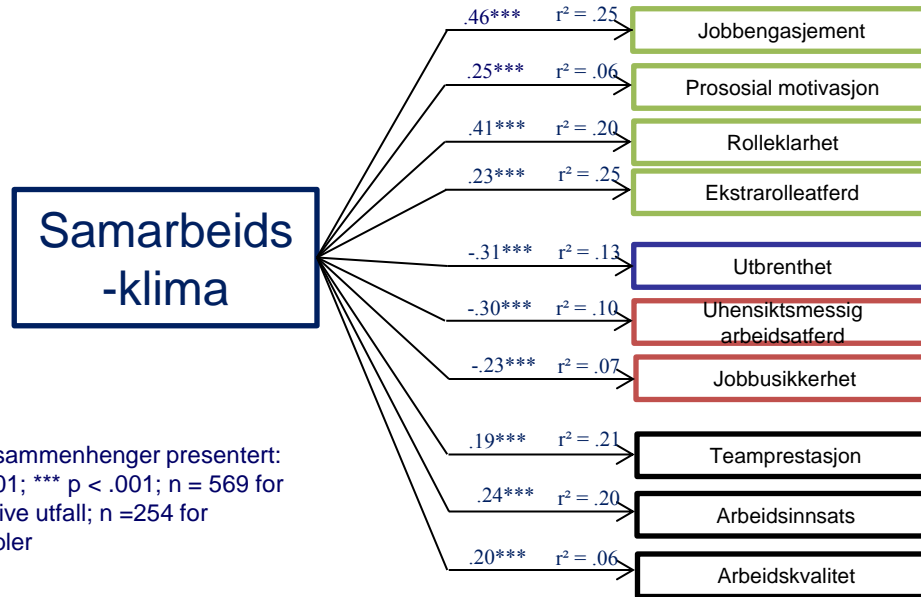 .46*** r² = .25 Jobbengasjement
.25*** r² = .06 Prososial motivasjon
.41*** r² = .20 Rolleklarhet
.23*** r² = .25 Ekstrarolleatferd
Samarbeids
-klima
-.31*** r² = .13 Utbrenthet
-.30*** r² = .10 Uhensiktsmessig
arbeidsatferd
-.23*** r² = .07 Jobbusikkerhet
.19*** r² = .21 Teamprestasjon
.24*** r² = .20 Arbeidsinnsats
.20*** r² = .06 Arbeidskvalitet
sammenhenger presentert:
01; *** p < .001; n = 569 for
ive utfall; n =254 for
oler